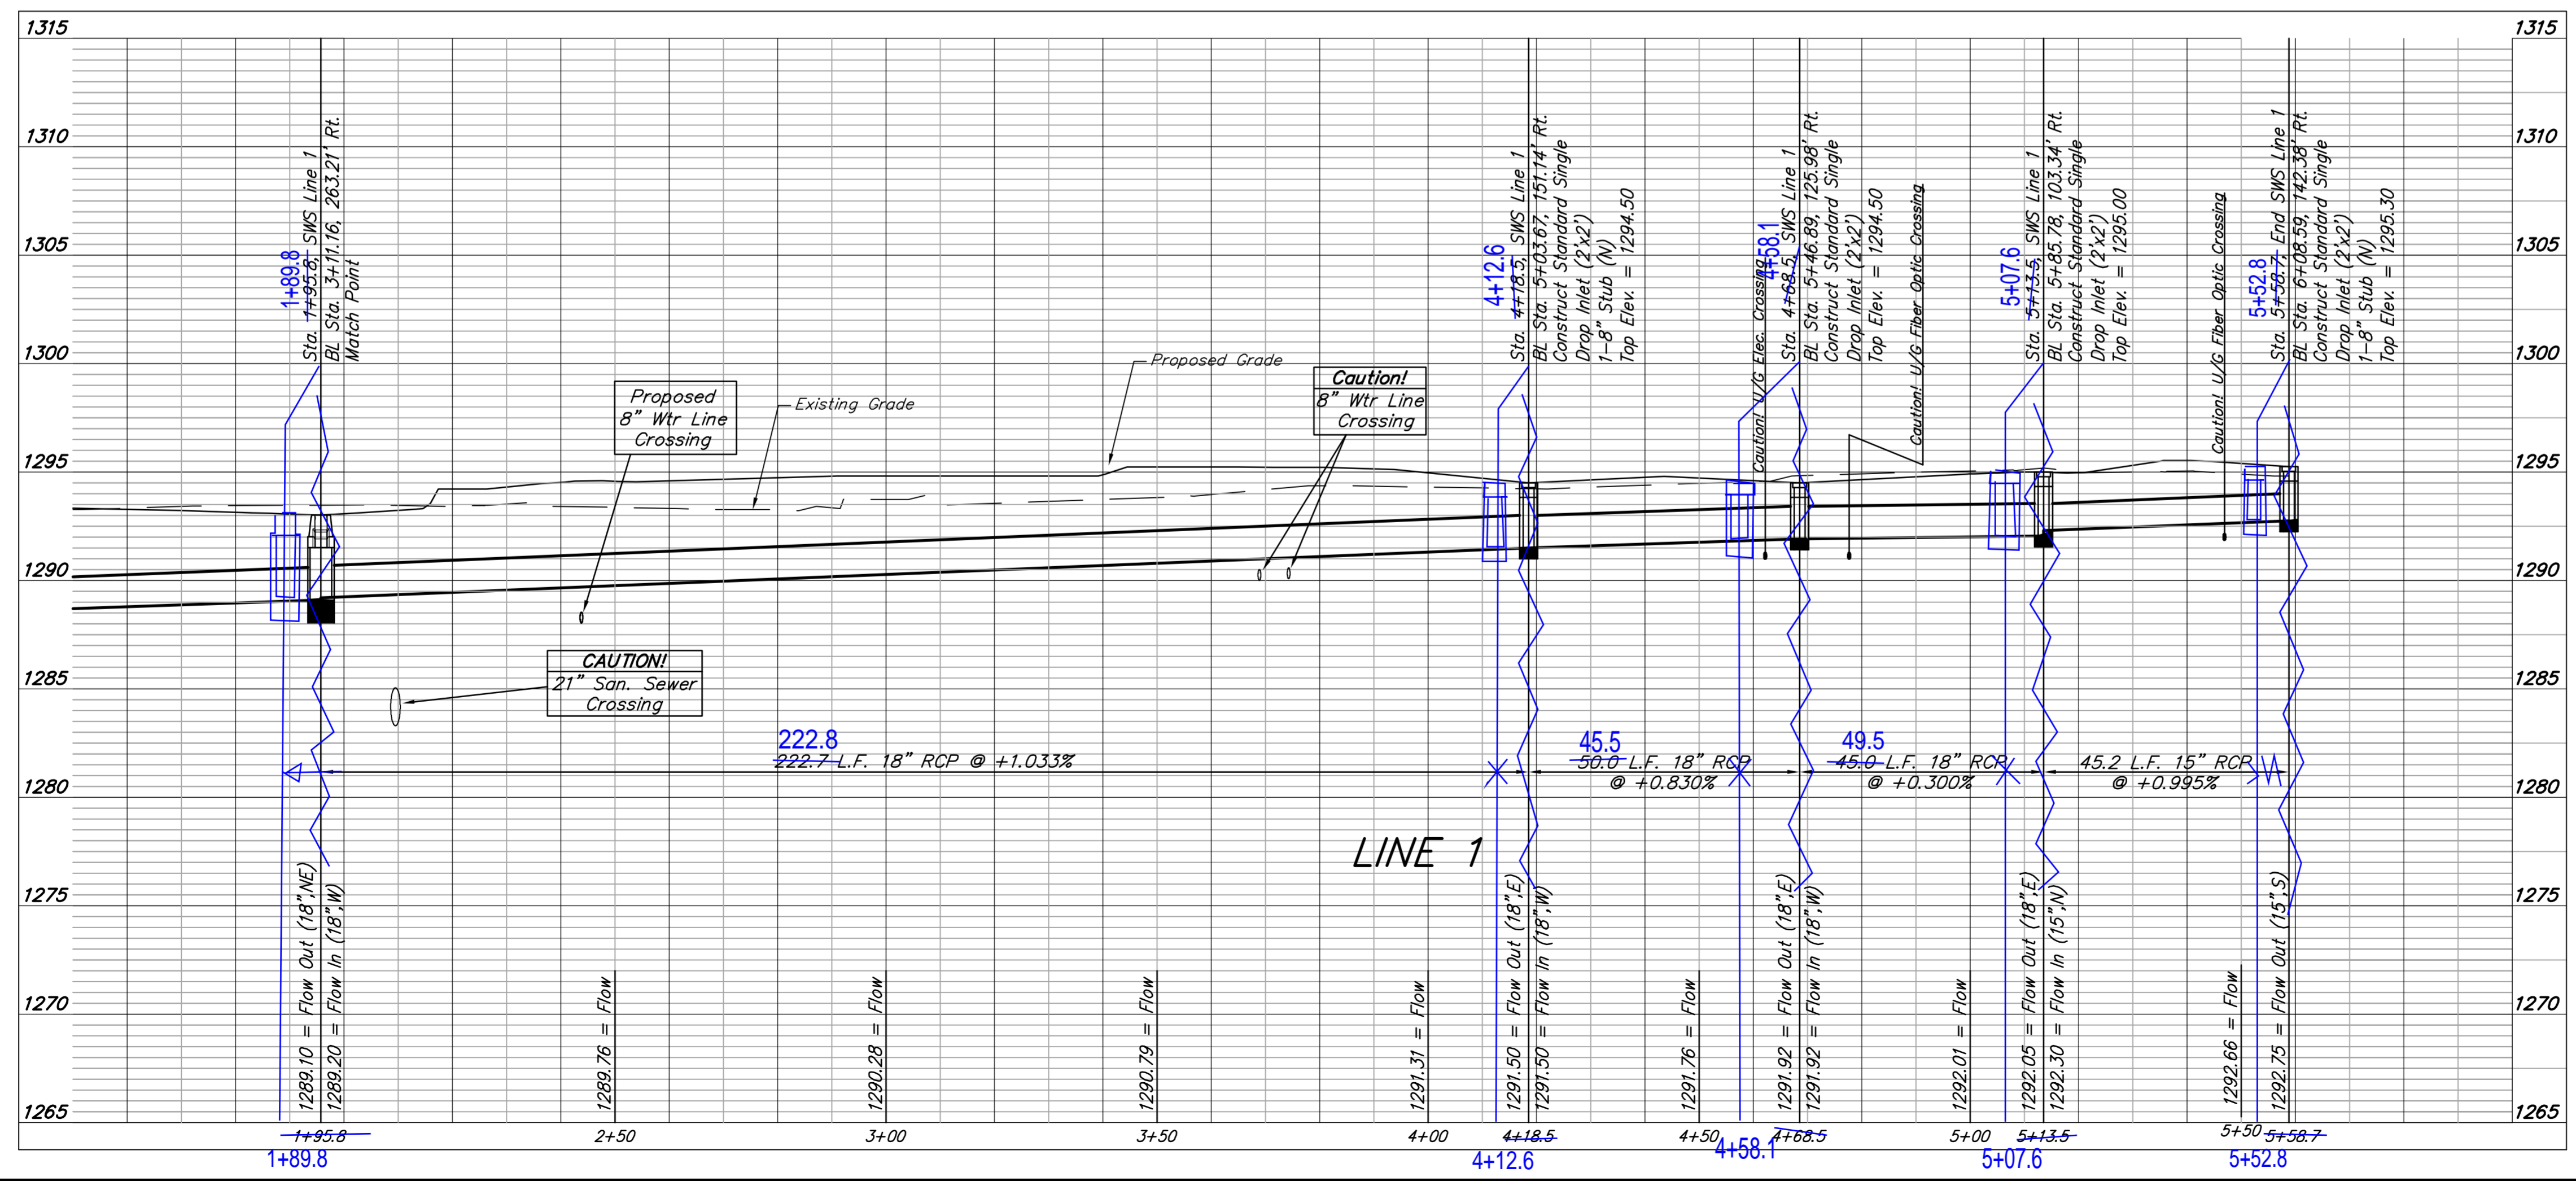 1315
1310
1305
1300
1295
1290
1285
1280
1275
1270
1265
1315
1310
1305
1300
1295
1290
1285
1280
1275
1270
1265
1+89.8
Sta. 1+95.8, SWS Line 1
BL Sta. 3+11.16, 263.21' Rt.
Match Point
4+12.6
Sta. 4+18.5, SWS Line 1
BL Sta. 5+03.67, 151.14' Rt.
Construct Standard Single
Drop Inlet (2'x2')
1-8" Stub (N)
Top Elev. = 1294.50
Caution! U/G Elec. Crossing
4+58.1
Sta. 4+68.5, SWS Line 1
BL Sta. 5+46.89, 125.98' Rt.
Construct Standard Single
Drop Inlet (2'x2')
Top Elev. = 1294.50
Caution! U/G Fiber Optic Crossing
5+07.6
Sta. 5+13.5, SWS Line 1
BL Sta. 5+85.78, 103.34' Rt.
Construct Standard Single
Drop Inlet (2'x2')
Top Elev. = 1295.00
Caution! U/G Fiber Optic Crossing
5+52.8
Sta. 5+58.7, End SWS Line 1
BL Sta. 6+08.59, 142.38' Rt.
Construct Standard Single
Drop Inlet (2'x2')
1-8" Stub (N)
Top Elev. = 1295.30
Proposed
8" Wtr Line
Crossing
Existing Grade
Proposed Grade
Caution!
8" Wtr Line
Crossing
CAUTION!
21" San. Sewer
Crossing
222.8
222.7 L.F. 18" RCP @ +1.033%
45.5
50.0 L.F. 18" RCP
@ +0.830%
49.5
45.0 L.F. 18" RCP
@ +0.300%
45.2 L.F. 15" RCP
@ +0.995%
LINE 1
1289.10 = Flow Out (18",NE)
1289.20 = Flow In (18",W)
1289.76 = Flow
1290.28 = Flow
1290.79 = Flow
1291.31 = Flow
1291.50 = Flow Out (18",E)
1291.50 = Flow In (18",W)
1291.76 = Flow
1291.92 = Flow Out (18",E)
1291.92 = Flow In (18",W)
1292.01 = Flow
1292.05 = Flow Out (18",E)
1292.30 = Flow In (15",N)
1292.66 = Flow
1292.75 = Flow Out (15",S)
1+95.8
2+50
3+00
3+50
4+00
4+18.5
4+50
4+68.5
5+00
5+13.5
5+50
5+58.7
1+89.8
4+12.6
4+58.1
5+07.6
5+52.8